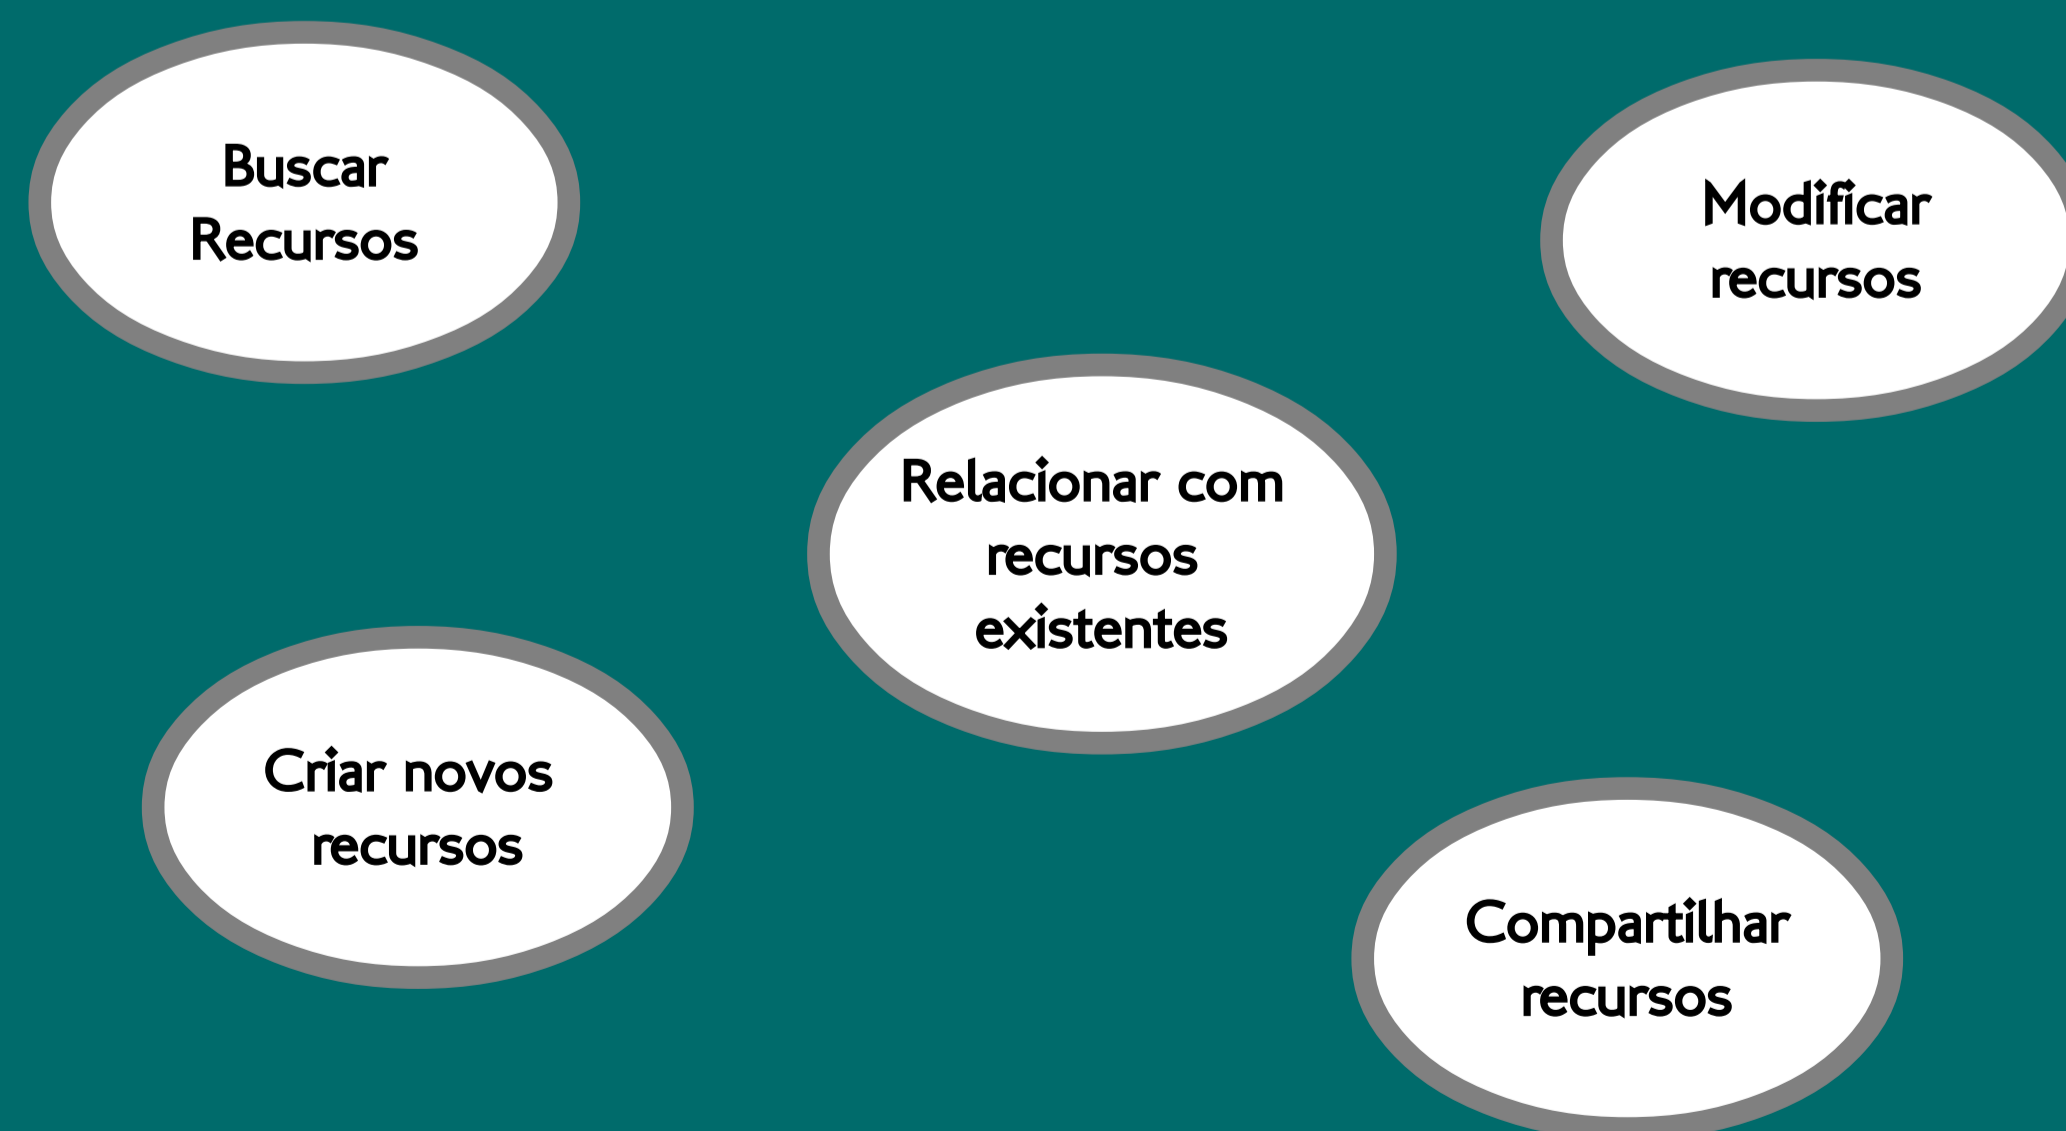 Buscar
Recursos
Modificar
recursos
Relacionar com
recursos
existentes
Criar novos
recursos
Compartilhar
recursos